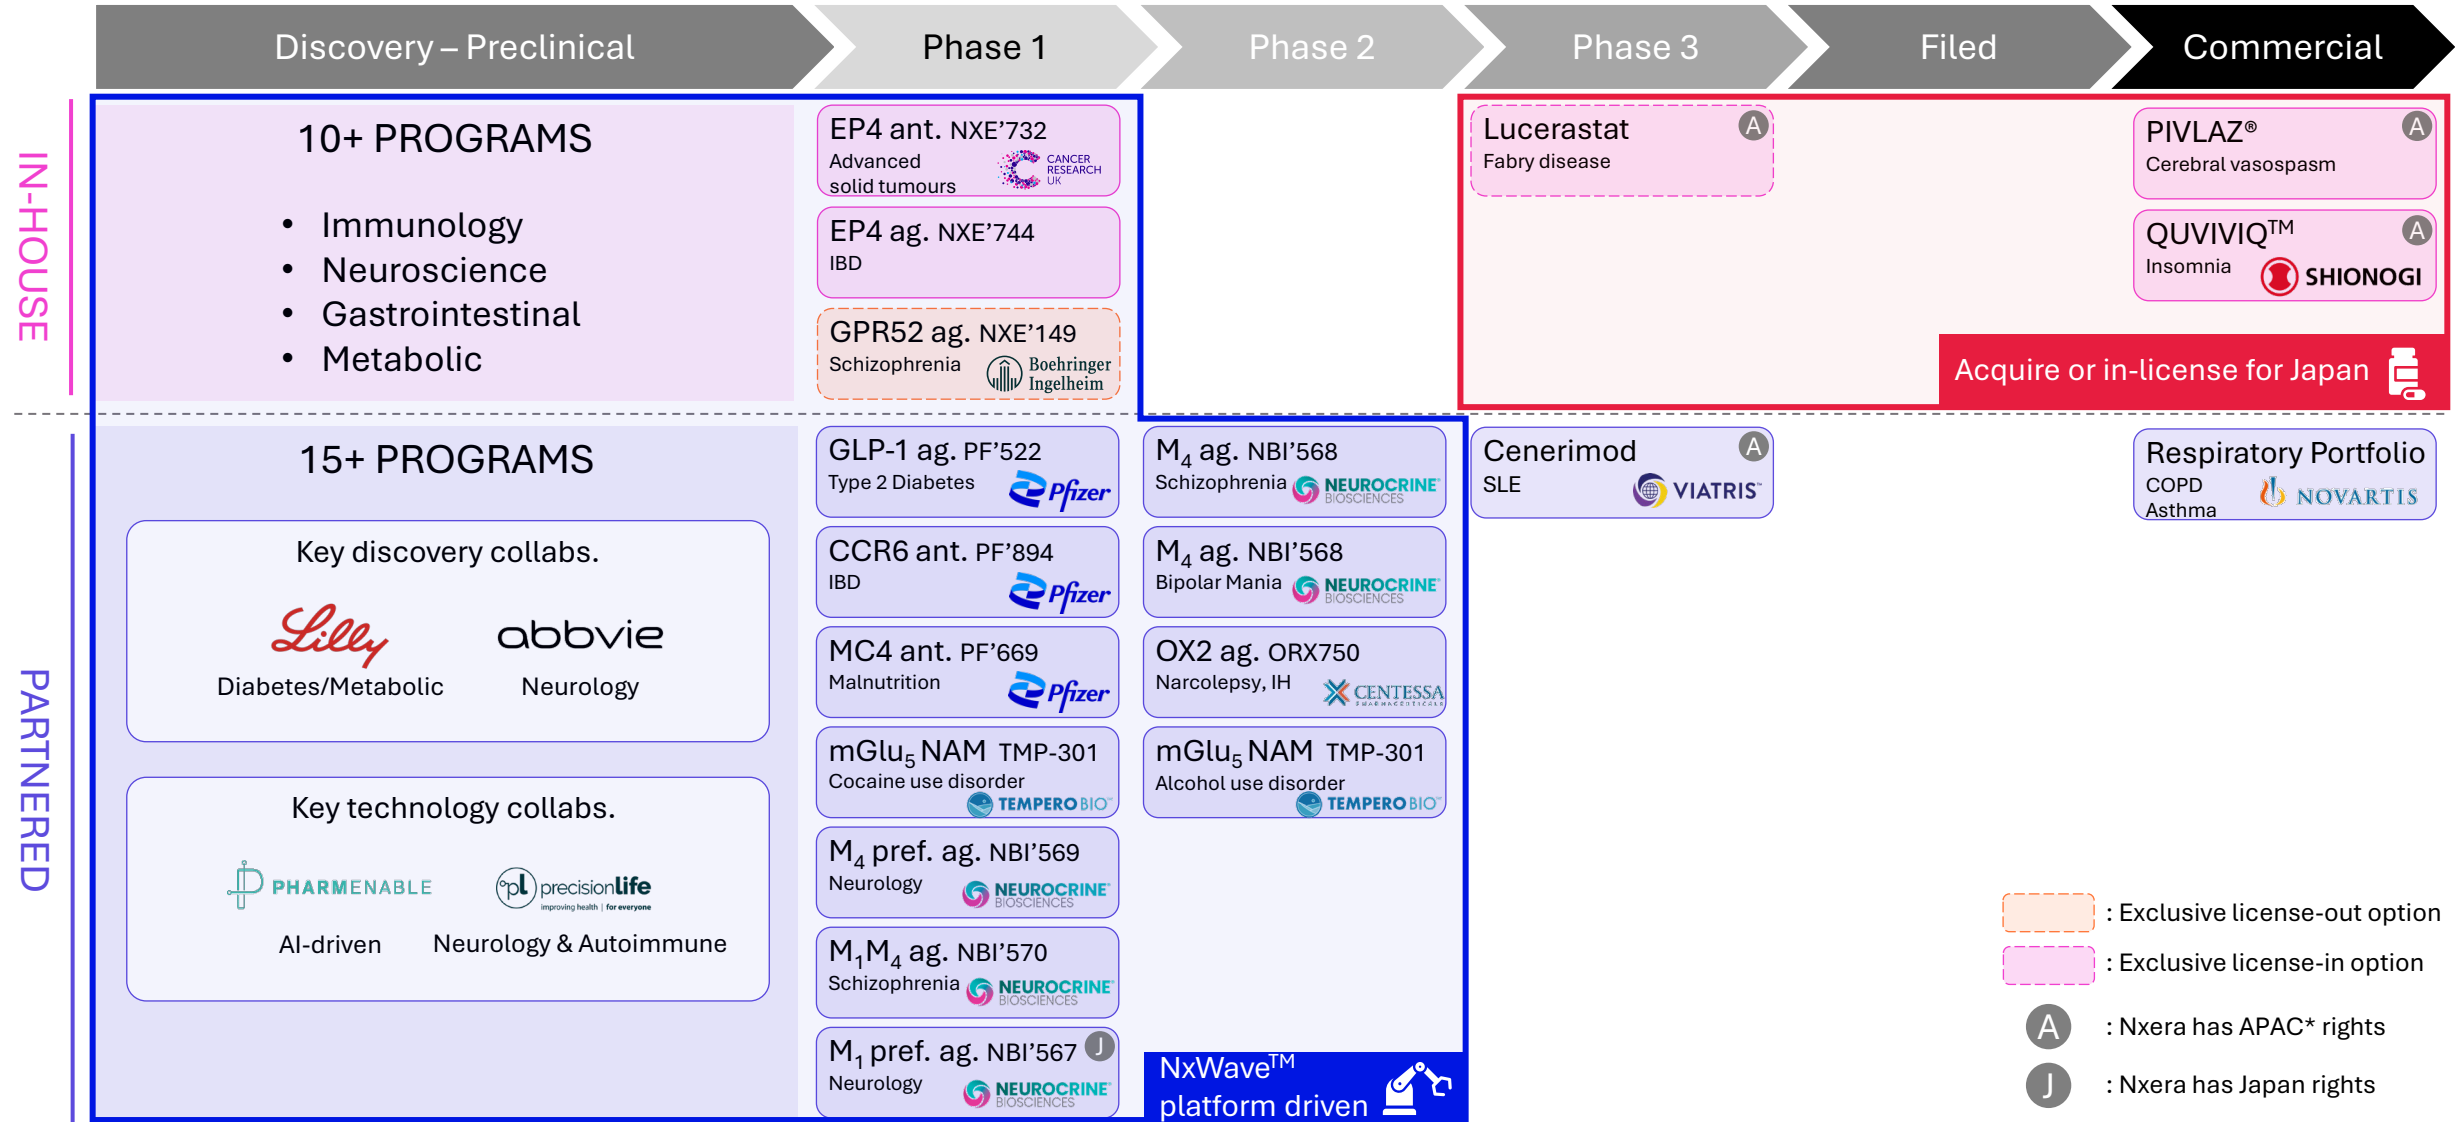 Discovery – Preclinical
Phase 1
Phase 2
Phase 3
Filed
Commercial
IN-HOUSE
10+ PROGRAMS
• Immunology
• Neuroscience
• Gastrointestinal
• Metabolic
EP4 ant. NXE’732
Advanced
solid tumours
CANCER
RESEARCH
UK
EP4 ag. NXE’744
IBD
GPR52 ag. NXE’149
Schizophrenia
Boehringer
Ingelheim
Lucerastat
A
Fabry disease
PIVLAZ®
A
Cerebral vasospasm
QUVIVIQ™
A
Insomnia
SHIONOGI
Acquire or in-license for Japan
PARTNERED
15+ PROGRAMS
Key discovery collabs.
Lilly
abbvie
Diabetes/Metabolic
Neurology
Key technology collabs.
PHARMENABLE
pl precisionlife
improving health | for everyone
AI-driven
Neurology & Autoimmune
GLP-1 ag. PF’522
Type 2 Diabetes
Pfizer
CCR6 ant. PF’894
IBD
Pfizer
MC4 ant. PF’669
Malnutrition
Pfizer
mGlu₅ NAM TMP-301
Cocaine use disorder
TEMPERO BIO™
M₄ pref. ag. NBI’569
Neurology
NEUROCRINE®
BIOSCIENCES
M₁M₄ ag. NBI’570
Schizophrenia
NEUROCRINE®
BIOSCIENCES
M₁ pref. ag. NBI’567
J
Neurology
NEUROCRINE®
BIOSCIENCES
M₄ ag. NBI’568
Schizophrenia
NEUROCRINE®
BIOSCIENCES
M₄ ag. NBI’568
Bipolar Mania
NEUROCRINE®
BIOSCIENCES
OX2 ag. ORX750
Narcolepsy, IH
CENTESSA
PHARMACEUTICALS
mGlu₅ NAM TMP-301
Alcohol use disorder
TEMPERO BIO™
NxWave™
platform driven
Cenerimod
A
SLE
VIATRIS™
Respiratory Portfolio
COPD
Asthma
NOVARTIS
: Exclusive license-out option
: Exclusive license-in option
A : Nxera has APAC* rights
J : Nxera has Japan rights